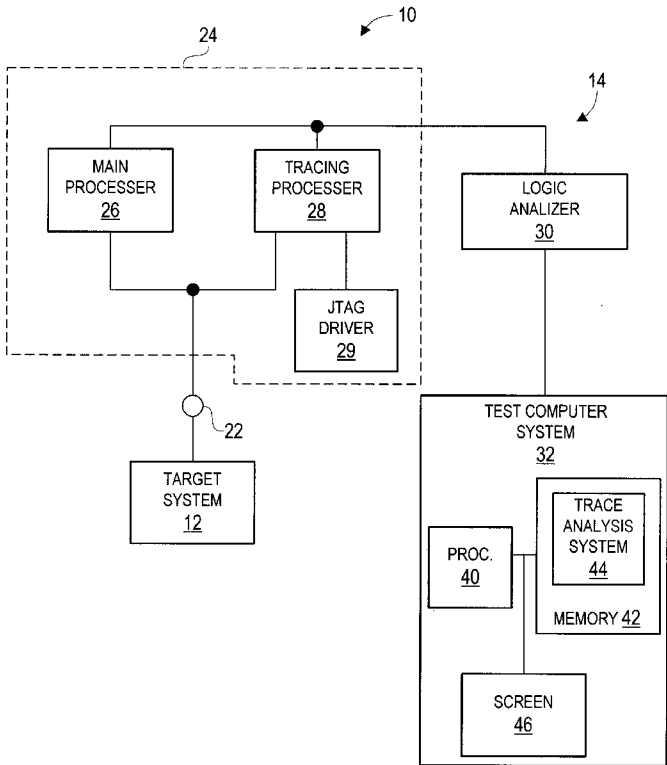 10
24
14
MAIN
PROCESSER
26
TRACING
PROCESSER
28
LOGIC
ANALIZER
30
JTAG
DRIVER
29
22
TARGET
SYSTEM
12
TEST COMPUTER
SYSTEM
32
TRACE
ANALYSIS
SYSTEM
44
PROC.
40
MEMORY 42
SCREEN
46